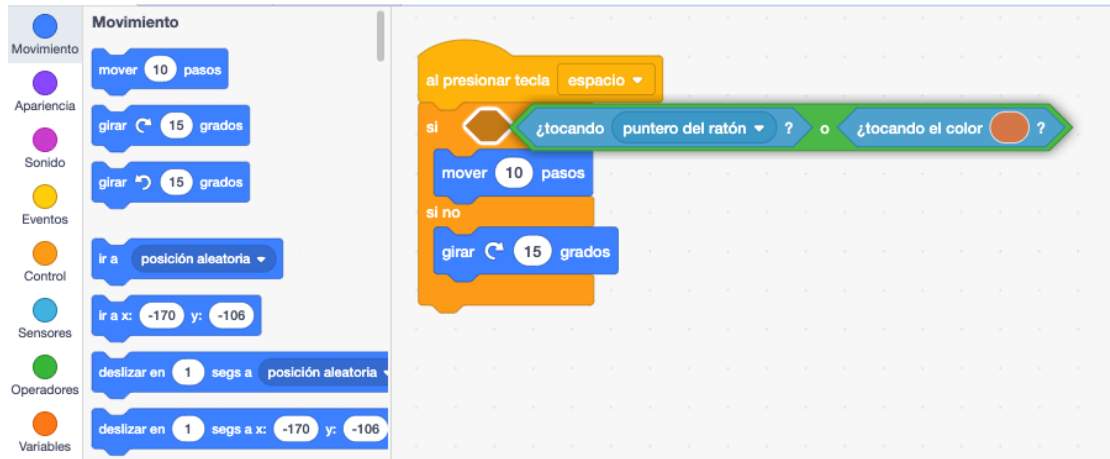 Movimiento
Apariencia
Sonido
Eventos
Control
Sensores
Operadores
Variables
Movimiento
mover 10 pasos
girar 15 grados
girar 15 grados
ir a posición aleatoria
ir a x: -170 y: -106
deslizar en 1 segs a posición aleatoria
deslizar en 1 segs a x: -170 y: -106
al presionar tecla espacio
si ¿tocando puntero del ratón ? o ¿tocando el color ?
mover 10 pasos
si no
girar 15 grados